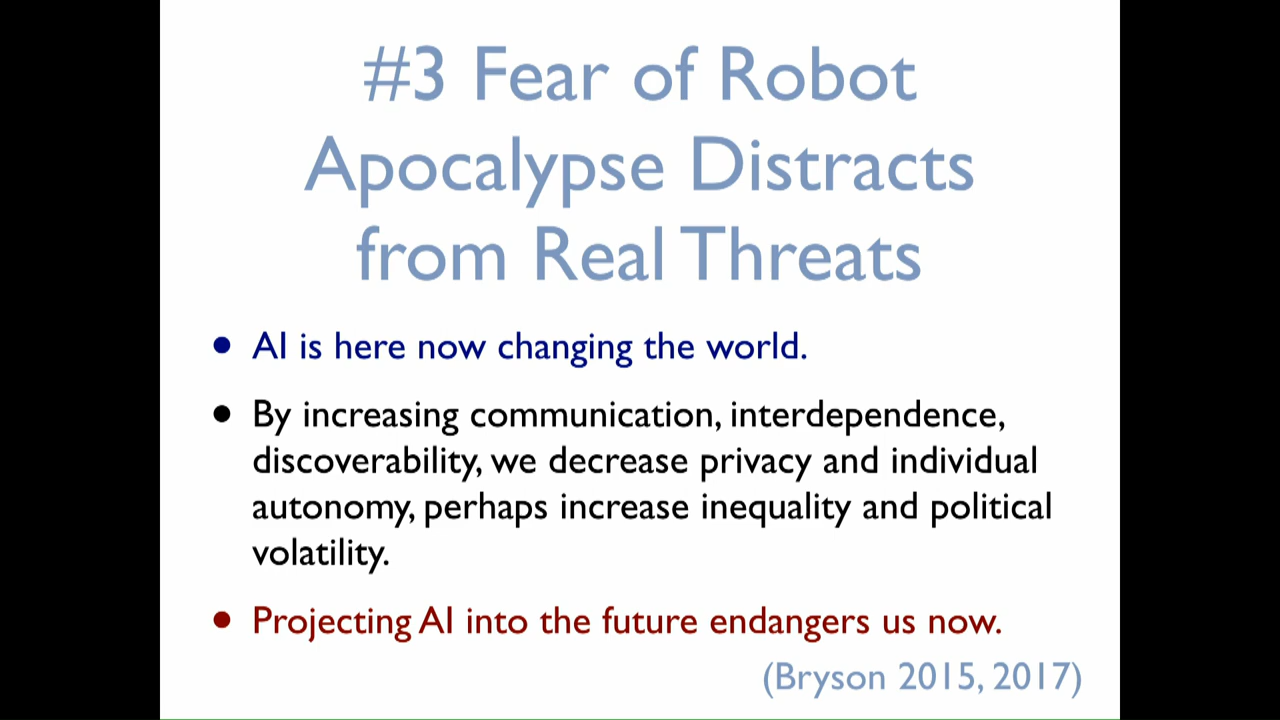 #3 Fear of Robot
Apocalypse Distracts
from Real Threats
• AI is here now changing the world.
• By increasing communication, interdependence,
discoverability, we decrease privacy and individual
autonomy, perhaps increase inequality and political
volatility.
• Projecting AI into the future endangers us now.
(Bryson 2015, 2017)